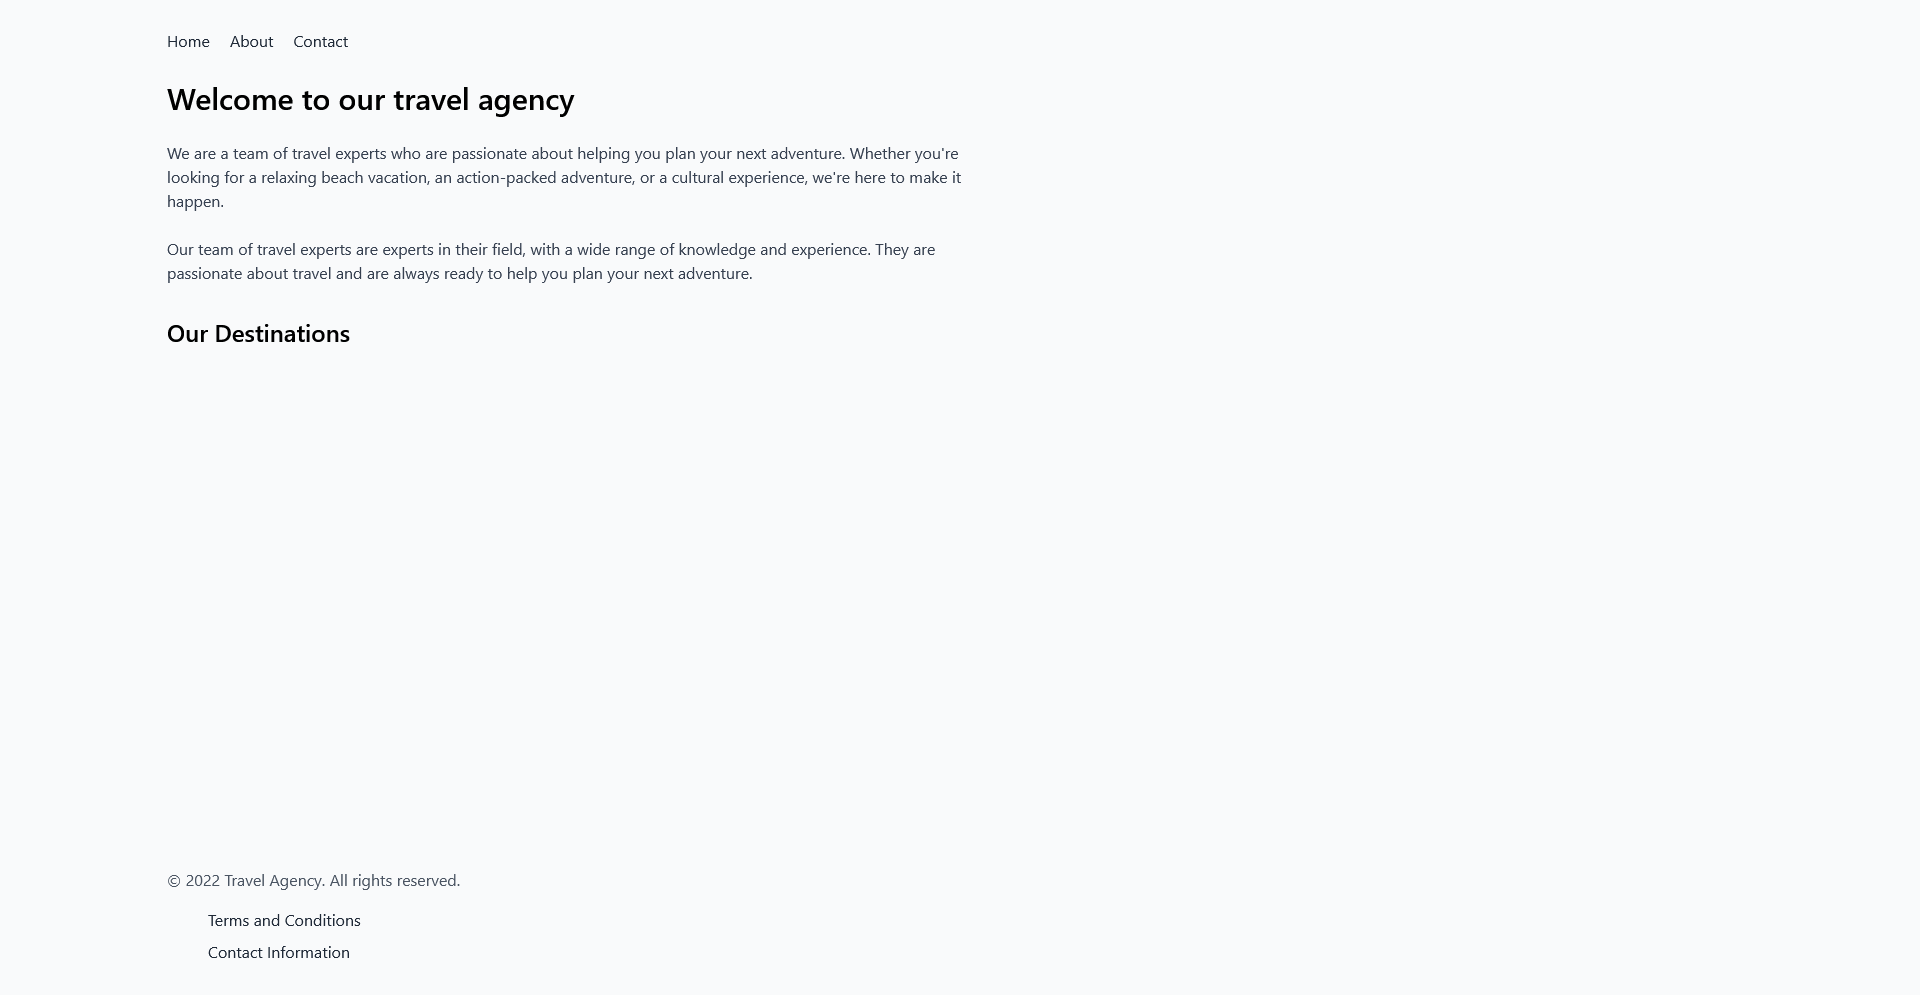 Home About Contact
Welcome to our travel agency
We are a team of travel experts who are passionate about helping you plan your next adventure. Whether you're
looking for a relaxing beach vacation, an action-packed adventure, or a cultural experience, we're here to make it
happen.
Our team of travel experts are experts in their field, with a wide range of knowledge and experience. They are
passionate about travel and are always ready to help you plan your next adventure.
Our Destinations
© 2022 Travel Agency. All rights reserved.
Terms and Conditions
Contact Information